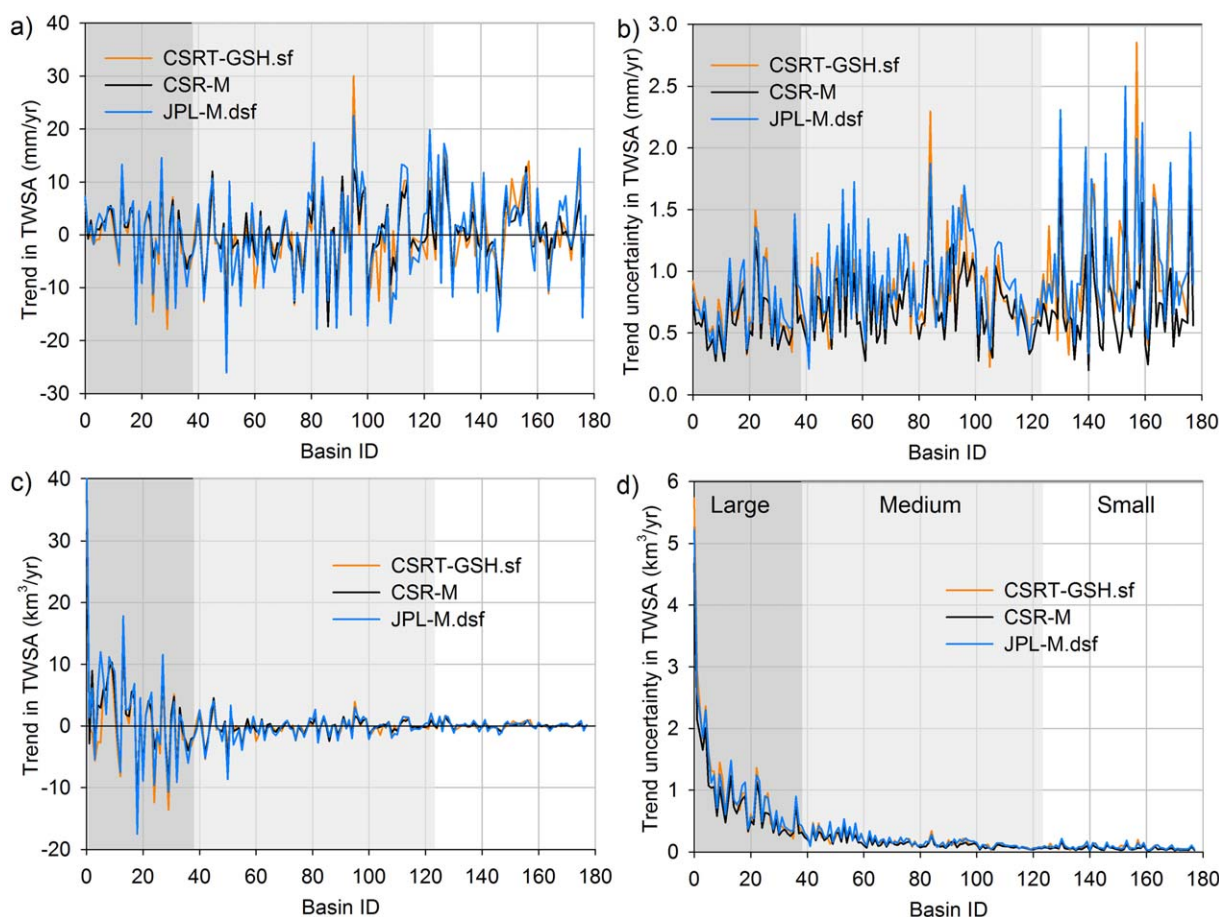 a)
Trend in TWSA (mm/yr)
40
30
20
10
0
-10
-20
-30
CSRT-GSH.sf
CSR-M
JPL-M.dsf
0 20 40 60 80 100 120 140 160 180
Basin ID
b)
Trend uncertainty in TWSA (mm/yr)
3.0
2.5
2.0
1.5
1.0
0.5
0.0
CSRT-GSH.sf
CSR-M
JPL-M.dsf
0 20 40 60 80 100 120 140 160 180
Basin ID
c)
Trend in TWSA (km³/yr)
40
30
20
10
0
-10
-20
CSRT-GSH.sf
CSR-M
JPL-M.dsf
0 20 40 60 80 100 120 140 160 180
Basin ID
d)
Trend uncertainty in TWSA (km³/yr)
6
5
4
3
2
1
0
Large Medium Small
CSRT-GSH.sf
CSR-M
JPL-M.dsf
0 20 40 60 80 100 120 140 160 180
Basin ID